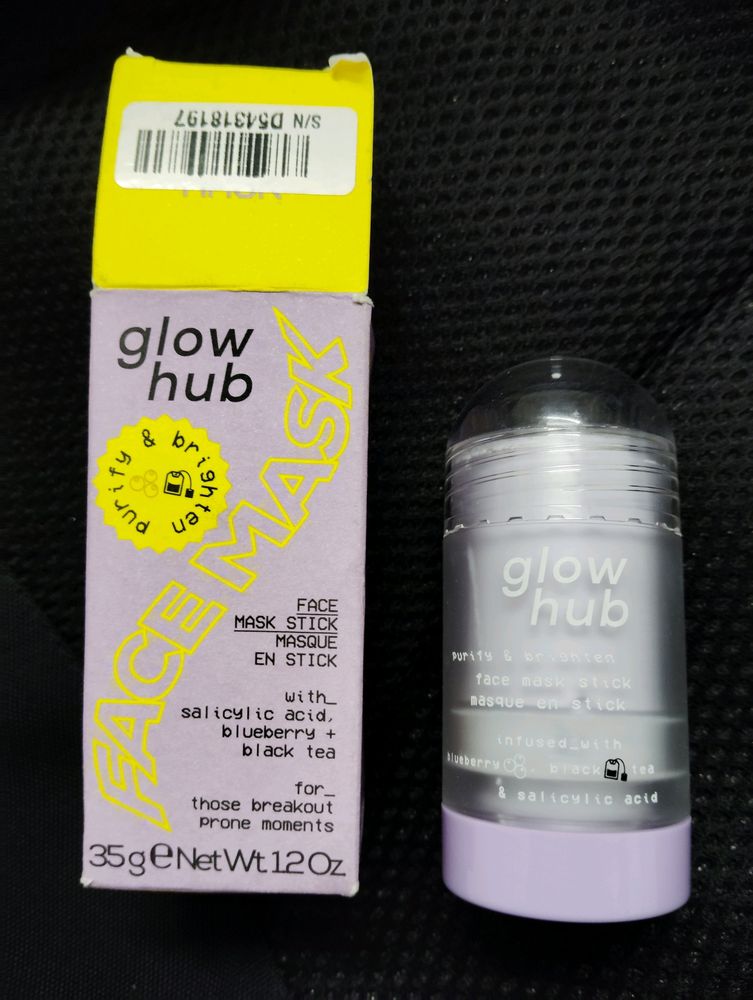 S/N D54318197
glow
hub
purify & brighten
FACE MASK
FACE
MASK STICK
MASQUE
EN STICK
with_
salicylic acid,
blueberry +
black tea
for_
those breakout
prone moments
35g e Net Wt. 1.2 Oz.
glow
hub
purify & brighten
face mask stick
masque en stick
infused_with
blueberry, black tea
& salicylic acid